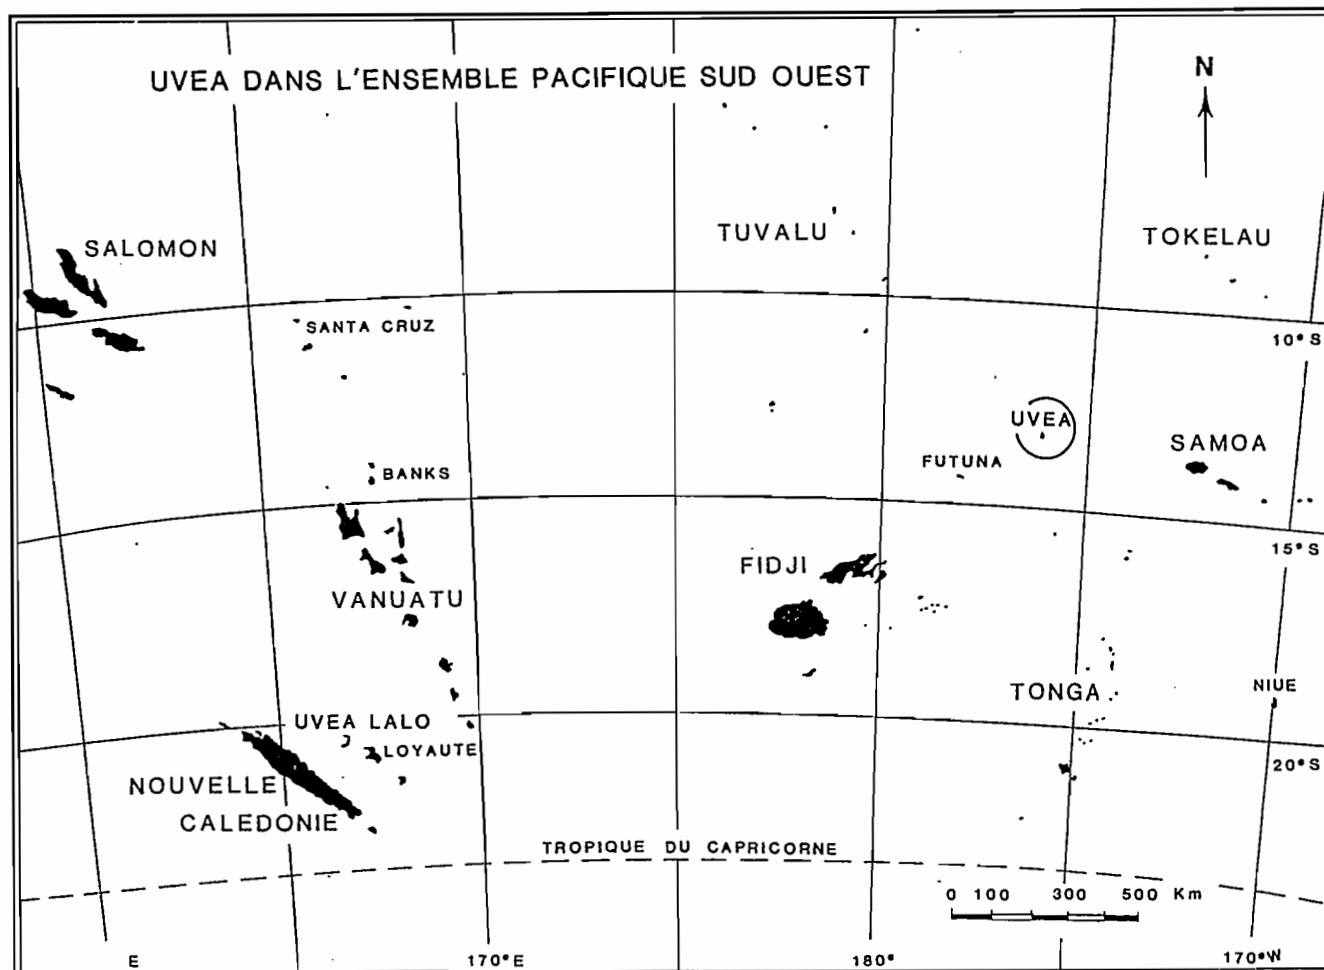 UVEA DANS L'ENSEMBLE PACIFIQUE SUD OUEST
N
SALOMON
TUVALU
TOKELAU
SANTA CRUZ
10° S
UVEA
SAMOA
FUTUNA
BANKS
15° S
FIDJI
VANUATU
TONGA
NIUE
UVEA LALO
LOYAUTE
20° S
NOUVELLE
CALEDONIE
TROPIQUE DU CAPRICORNE
0 100 300 500 Km
E
170° E
180°
170° W